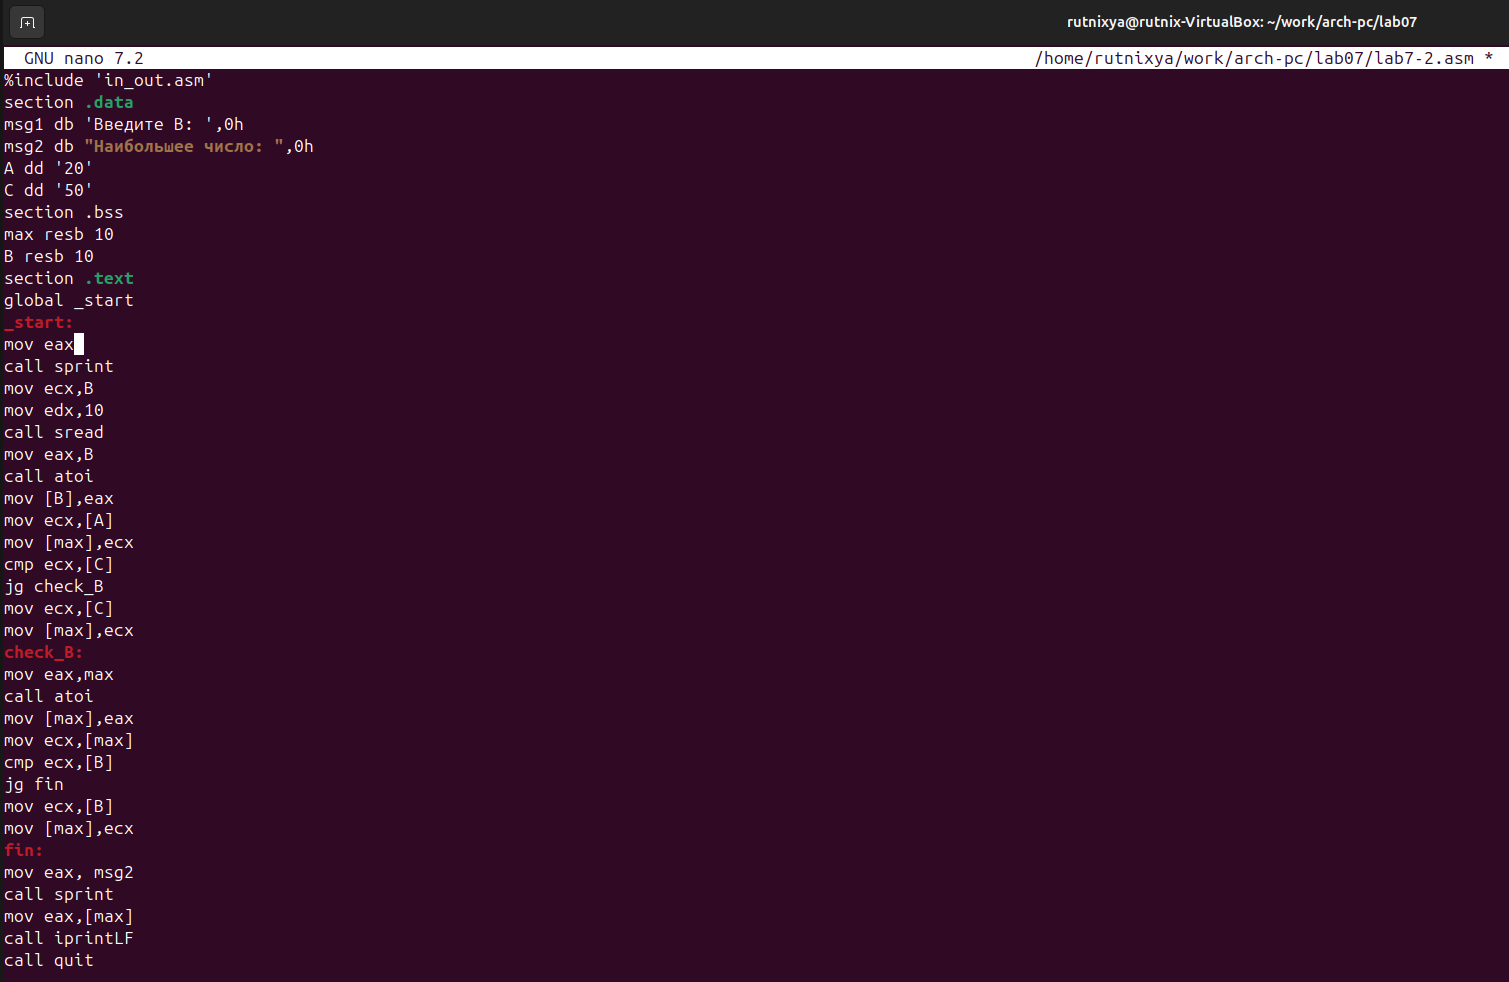 rutnixya@rutnix-VirtualBox: ~/work/arch-pc/lab07
GNU nano 7.2 /home/rutnixya/work/arch-pc/lab07/lab7-2.asm *
%include 'in_out.asm'
section .data
msg1 db 'Введите B: ',0h
msg2 db "Наибольшее число: ",0h
A dd '20'
C dd '50'
section .bss
max resb 10
B resb 10
section .text
global _start
_start:
mov eax
call sprint
mov ecx,B
mov edx,10
call sread
mov eax,B
call atoi
mov [B],eax
mov ecx,[A]
mov [max],ecx
cmp ecx,[C]
jg check_B
mov ecx,[C]
mov [max],ecx
check_B:
mov eax,max
call atoi
mov [max],eax
mov ecx,[max]
cmp ecx,[B]
jg fin
mov ecx,[B]
mov [max],ecx
fin:
mov eax, msg2
call sprint
mov eax,[max]
call iprintLF
call quit